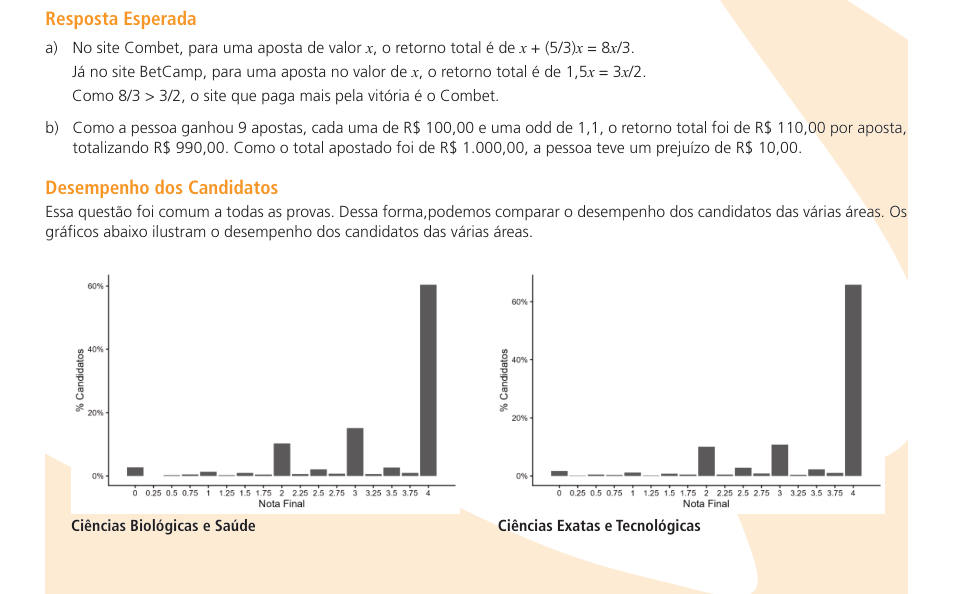 Resposta Esperada
a) No site Combet, para uma aposta de valor x, o retorno total é de x + (5/3)x = 8x/3.
Já no site BetCamp, para uma aposta no valor de x, o retorno total é de 1,5x = 3x/2.
Como 8/3 > 3/2, o site que paga mais pela vitória é o Combet.
b) Como a pessoa ganhou 9 apostas, cada uma de R$ 100,00 e uma odd de 1,1, o retorno total foi de R$ 110,00 por aposta,
totalizando R$ 990,00. Como o total apostado foi de R$ 1.000,00, a pessoa teve um prejuízo de R$ 10,00.
Desempenho dos Candidatos
Essa questão foi comum a todas as provas. Dessa forma,podemos comparar o desempenho dos candidatos das várias áreas. Os
gráficos abaixo ilustram o desempenho dos candidatos das várias áreas.
% Candidatos
60%
40%
20%
0%
0 0.25 0.5 0.75 1 1.25 1.5 1.75 2 2.25 2.5 2.75 3 3.25 3.5 3.75 4
Nota Final
Ciências Biológicas e Saúde
% Candidatos
60%
40%
20%
0%
0 0.25 0.5 0.75 1 1.25 1.5 1.75 2 2.25 2.5 2.75 3 3.25 3.5 3.75 4
Nota Final
Ciências Exatas e Tecnológicas